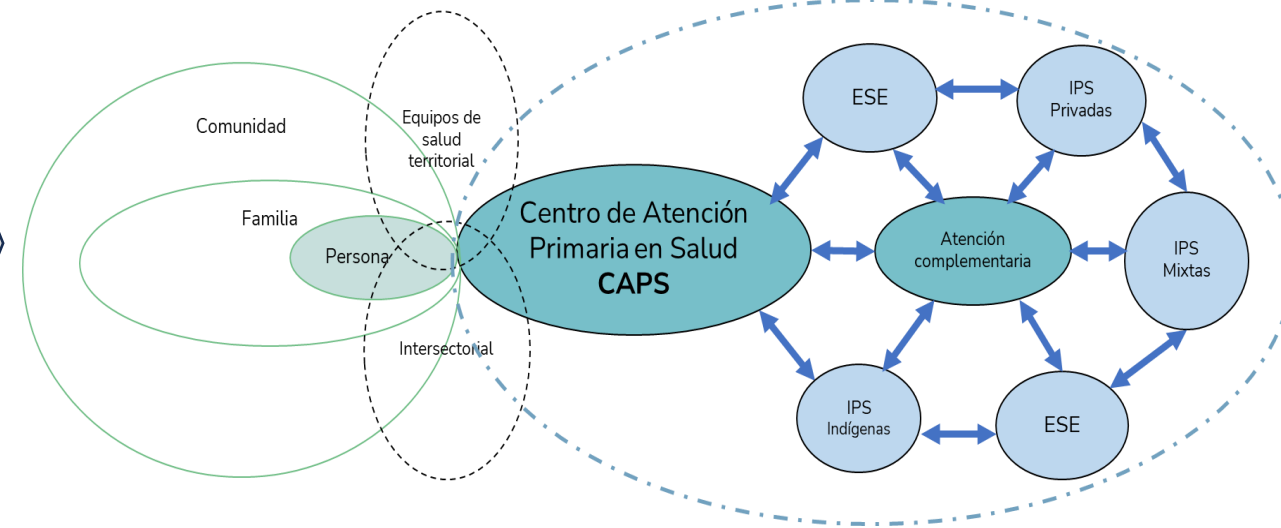 Comunidad
Familia
Persona
Equipos de
salud
territorial
Intersectorial
Centro de Atención
Primaria en Salud
CAPS
ESE
IPS
Privadas
Atención
complementaria
IPS
Mixtas
IPS
Indígenas
ESE